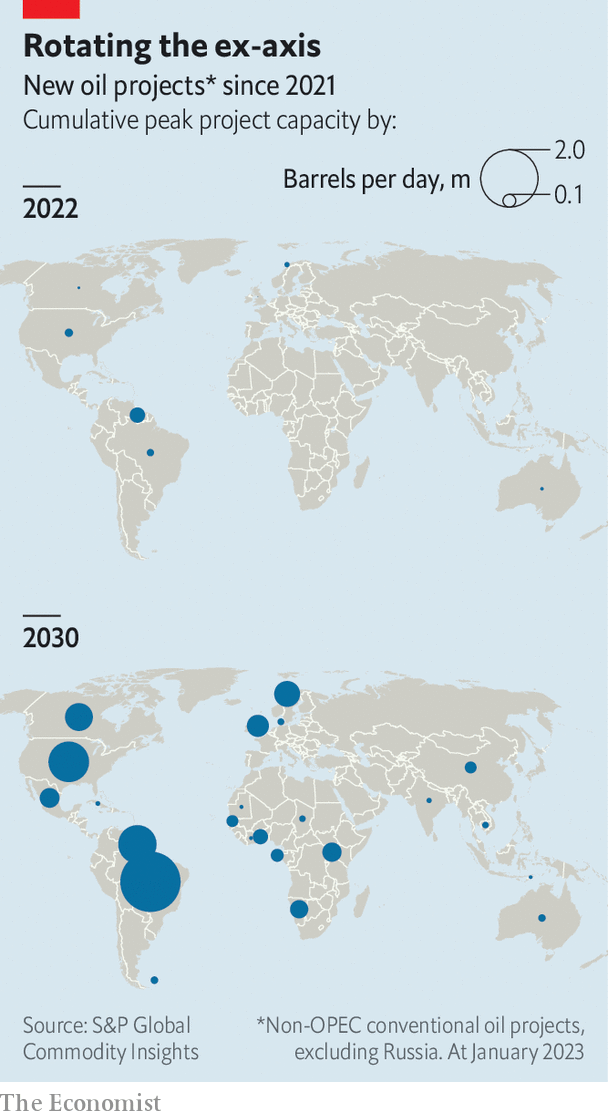 Rotating the ex-axis
New oil projects* since 2021
Cumulative peak project capacity by:
Barrels per day, m
2.0
0.1
2022
2030
Source: S&P Global
Commodity Insights
*Non-OPEC conventional oil projects,
excluding Russia. At January 2023
The Economist